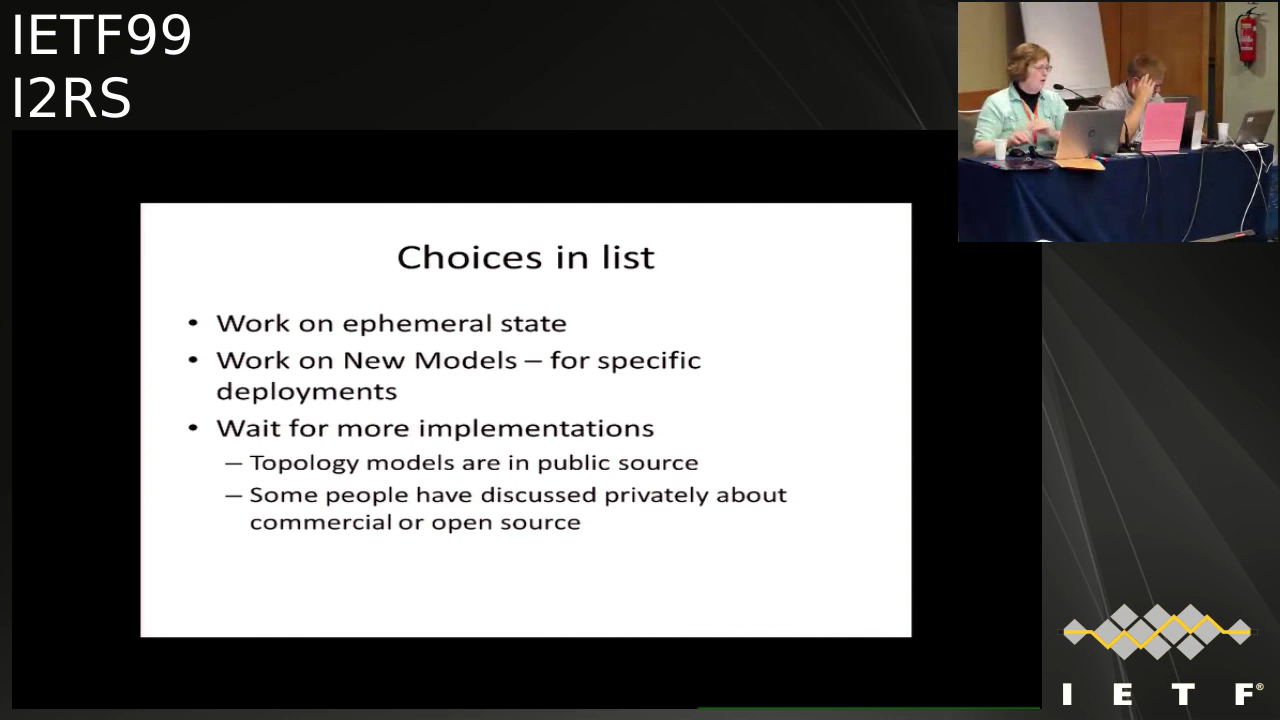 IETF99
I2RS
Choices in list
• Work on ephemeral state
• Work on New Models – for specific
deployments
• Wait for more implementations
– Topology models are in public source
– Some people have discussed privately about
commercial or open source
I E T F®